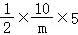 1/2 × 10/m × 5